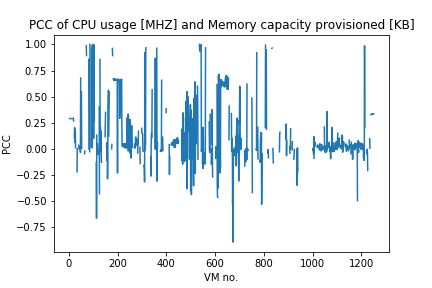 PCC of CPU usage [MHZ] and Memory capacity provisioned [KB]
1.00
0.75
0.50
0.25
0.00
−0.25
−0.50
−0.75
PCC
0 200 400 600 800 1000 1200
VM no.